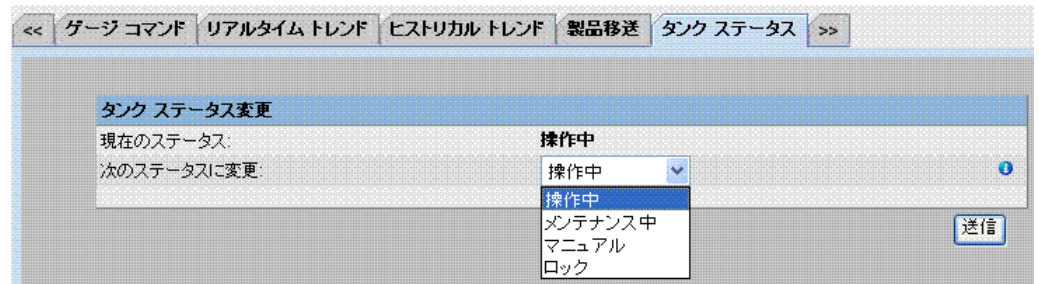 << ゲージ コマンド リアルタイム トレンド ヒストリカル トレンド 製品移送 タンク ステータス >>
タンク ステータス変更
現在のステータス: 操作中
次のステータスに変更: 操作中
操作中
メンテナンス中
マニュアル
ロック
送信